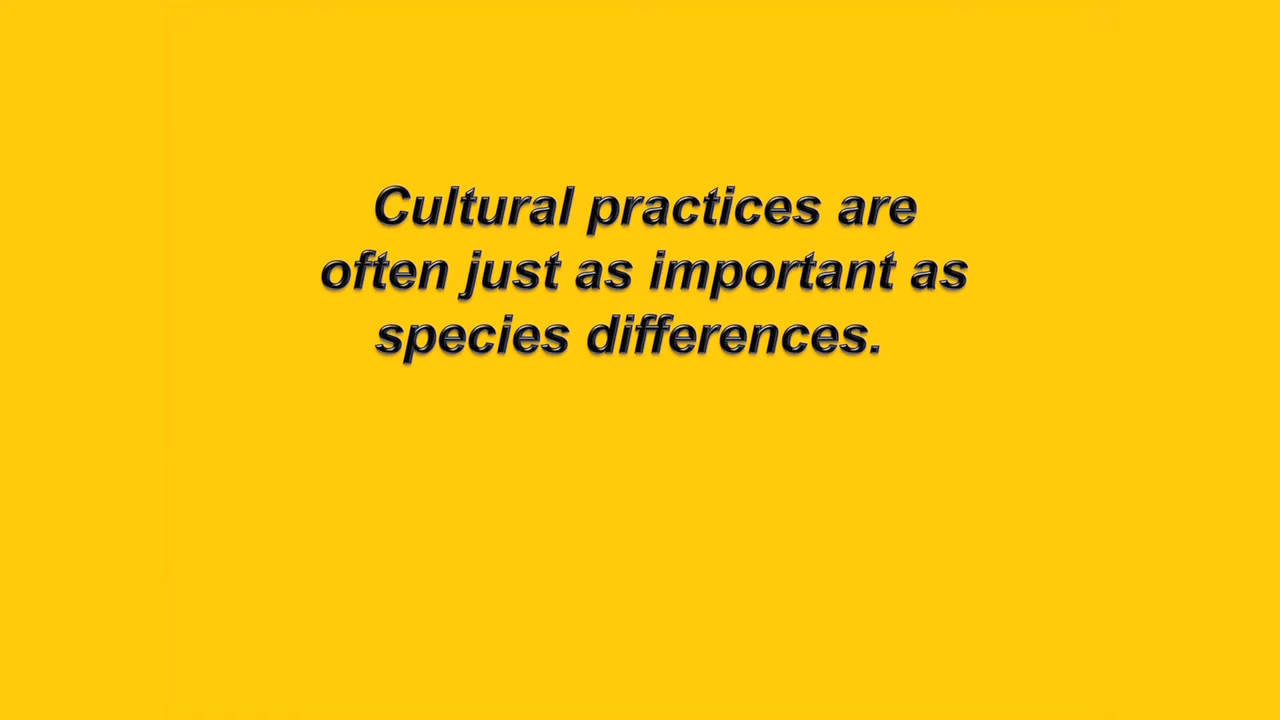 Cultural practices are
often just as important as
species differences.